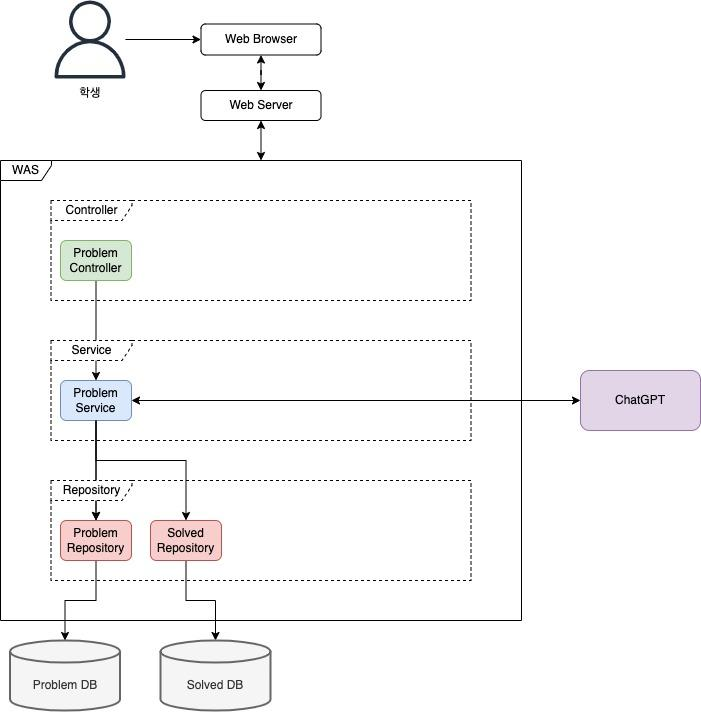 Web Browser
학생
Web Server
WAS
Controller
Problem
Controller
Service
Problem
Service
ChatGPT
Repository
Problem
Repository
Solved
Repository
Problem DB
Solved DB